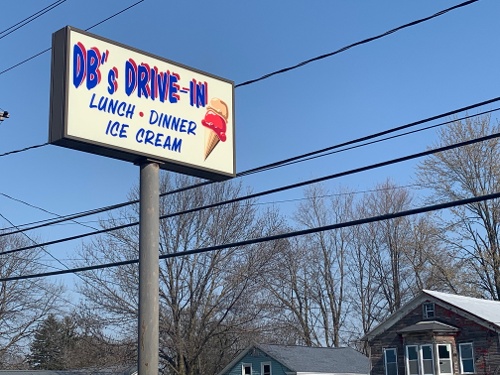 DB"s DRIVE-IN
LUNCH • DINNER
ICE CREAM